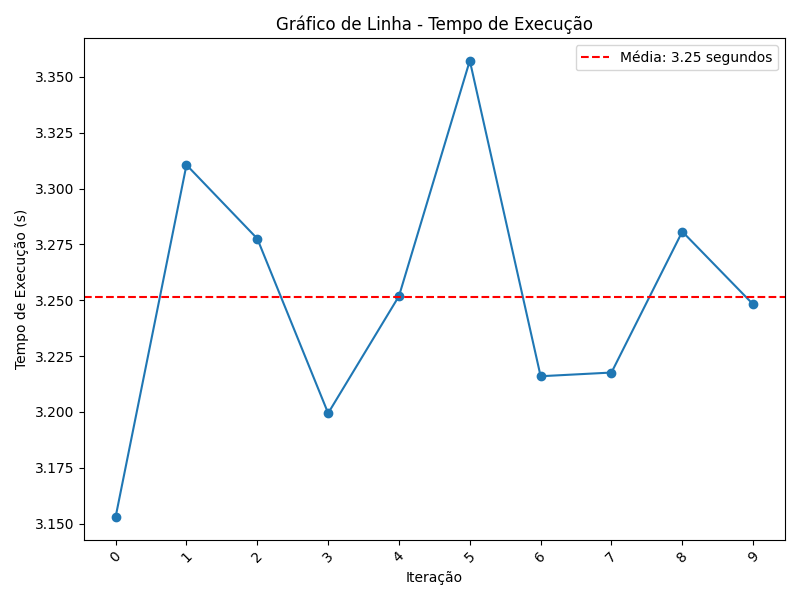 Gráfico de Linha - Tempo de Execução
Média: 3.25 segundos
Tempo de Execução (s)
3.350
3.325
3.300
3.275
3.250
3.225
3.200
3.175
3.150
0 1 2 3 4 5 6 7 8 9
Iteração